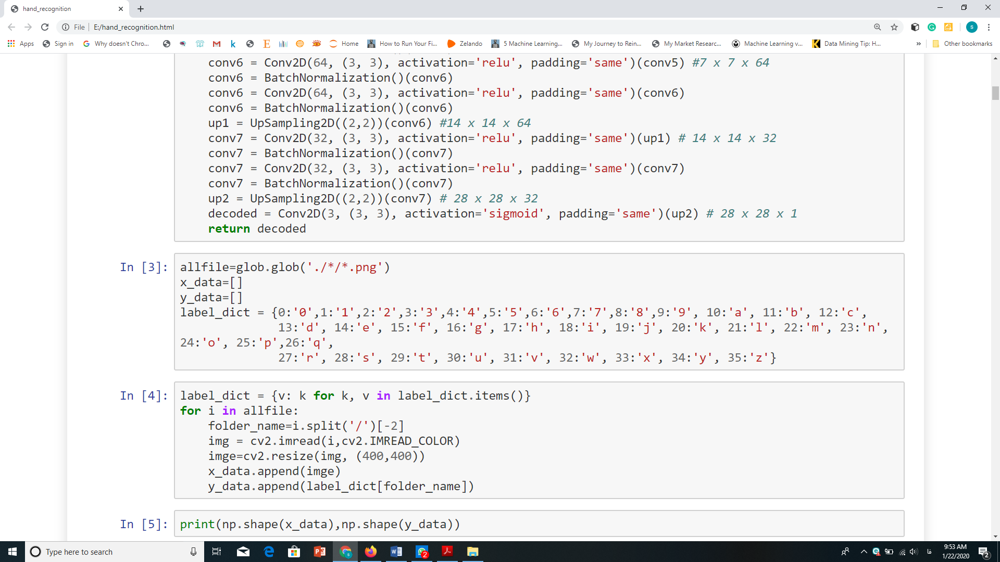 hand_recognition
File
E:/hand_recognition.html
s
Apps
Sign in
Why doesn't Chro...
Home
How to Run Your Fi...
Zelando
5 Machine Learning...
My Journey to Rein...
My Market Researc...
Machine Learning v...
Data Mining Tip: H...
»
Other bookmarks
conv6 = Conv2D(64, (3, 3), activation='relu', padding='same')(conv5) #7 x 7 x 64
conv6 = BatchNormalization()(conv6)
conv6 = Conv2D(64, (3, 3), activation='relu', padding='same')(conv6)
conv6 = BatchNormalization()(conv6)
up1 = UpSampling2D((2,2))(conv6) #14 x 14 x 64
conv7 = Conv2D(32, (3, 3), activation='relu', padding='same')(up1) # 14 x 14 x 32
conv7 = BatchNormalization()(conv7)
conv7 = Conv2D(32, (3, 3), activation='relu', padding='same')(conv7)
conv7 = BatchNormalization()(conv7)
up2 = UpSampling2D((2,2))(conv7) # 28 x 28 x 32
decoded = Conv2D(3, (3, 3), activation='sigmoid', padding='same')(up2) # 28 x 28 x 1
return decoded
In [3]:
allfile=glob.glob('./*/*.png')
x_data=[]
y_data=[]
label_dict = {0:'0',1:'1',2:'2',3:'3',4:'4',5:'5',6:'6',7:'7',8:'8',9:'9', 10:'a', 11:'b', 12:'c',
13:'d', 14:'e', 15:'f', 16:'g', 17:'h', 18:'i', 19:'j', 20:'k', 21:'l', 22:'m', 23:'n',
24:'o', 25:'p',26:'q',
27:'r', 28:'s', 29:'t', 30:'u', 31:'v', 32:'w', 33:'x', 34:'y', 35:'z'}
In [4]:
label_dict = {v: k for k, v in label_dict.items()}
for i in allfile:
folder_name=i.split('/')[-2]
img = cv2.imread(i,cv2.IMREAD_COLOR)
imge=cv2.resize(img, (400,400))
x_data.append(imge)
y_data.append(label_dict[folder_name])
In [5]:
print(np.shape(x_data),np.shape(y_data))
Type here to search
2
9:53 AM
1/22/2020
2